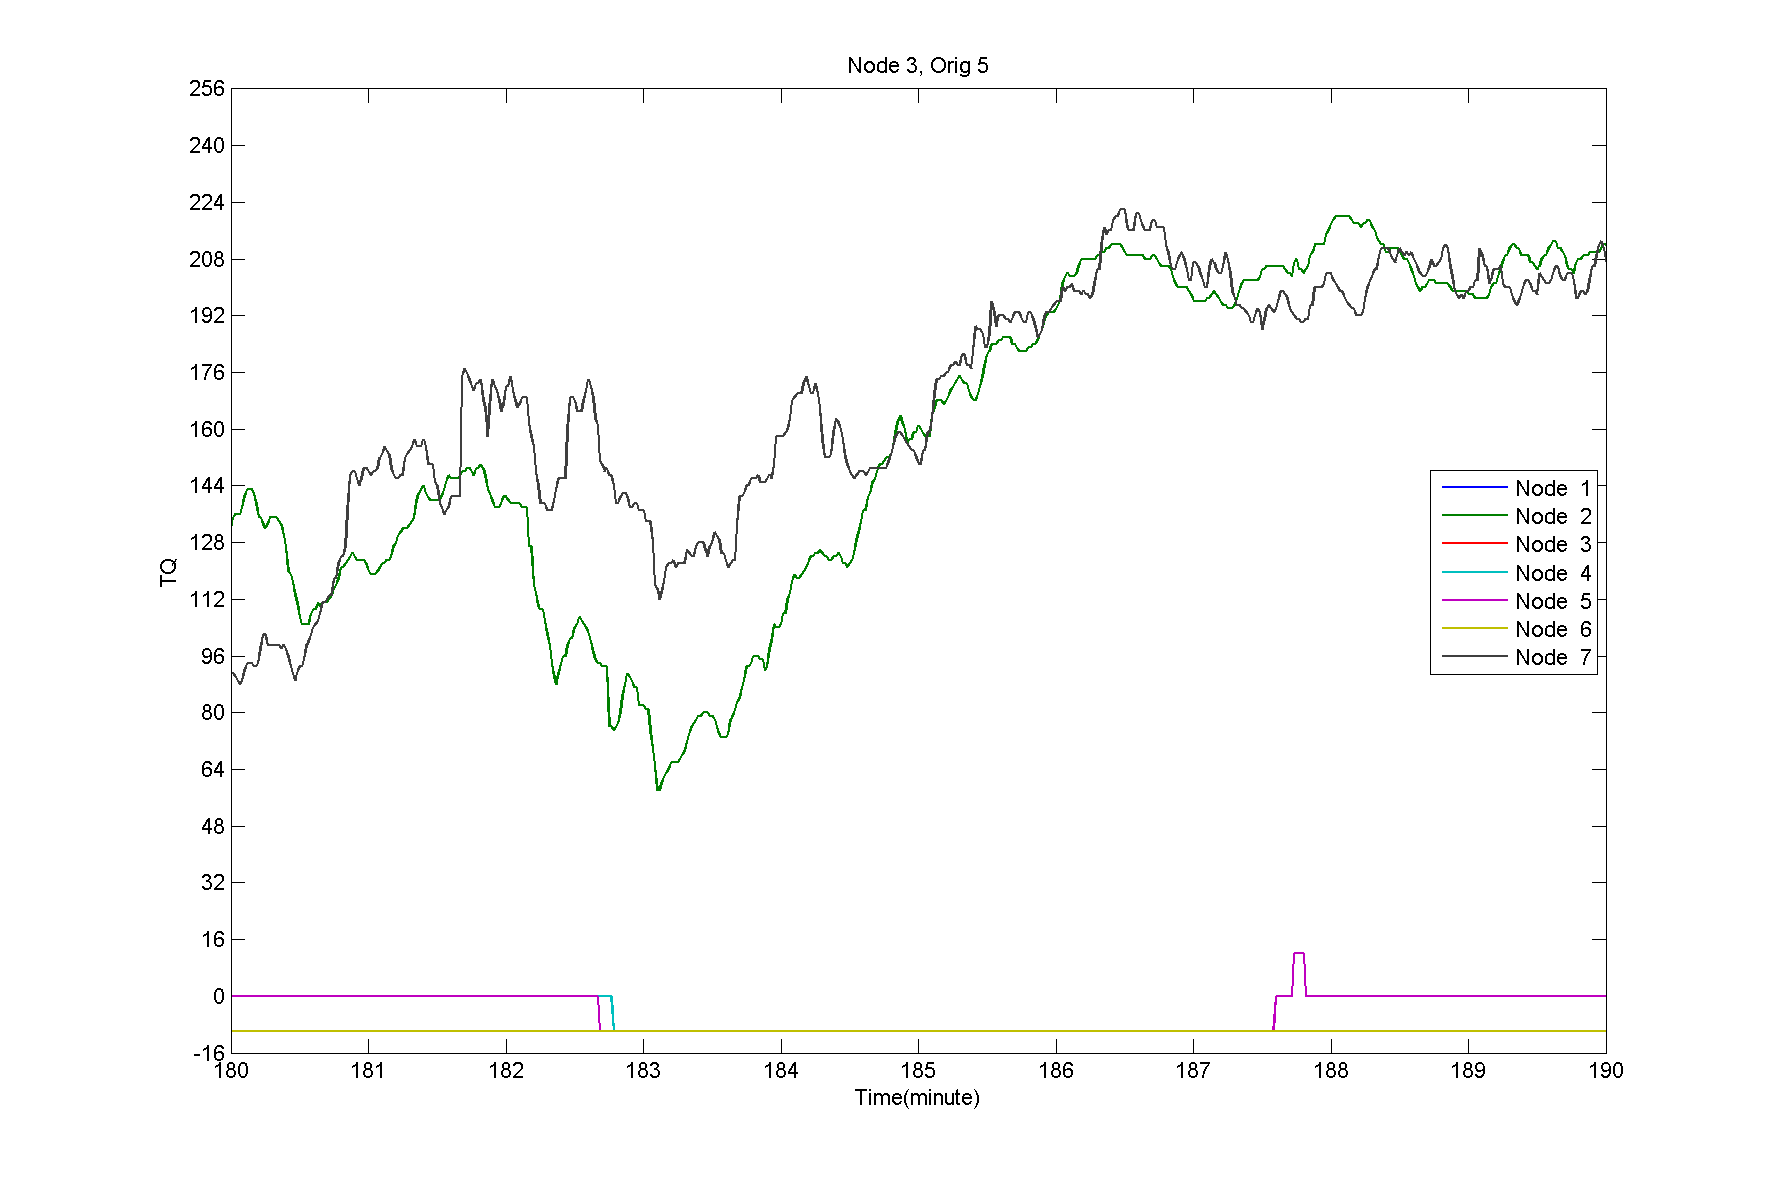 Node 3, Orig 5
256
240
224
208
192
176
160
144
128
112
96
80
64
48
32
16
0
-16
TQ
Node 1
Node 2
Node 3
Node 4
Node 5
Node 6
Node 7
180 181 182 183 184 185 186 187 188 189 190
Time(minute)